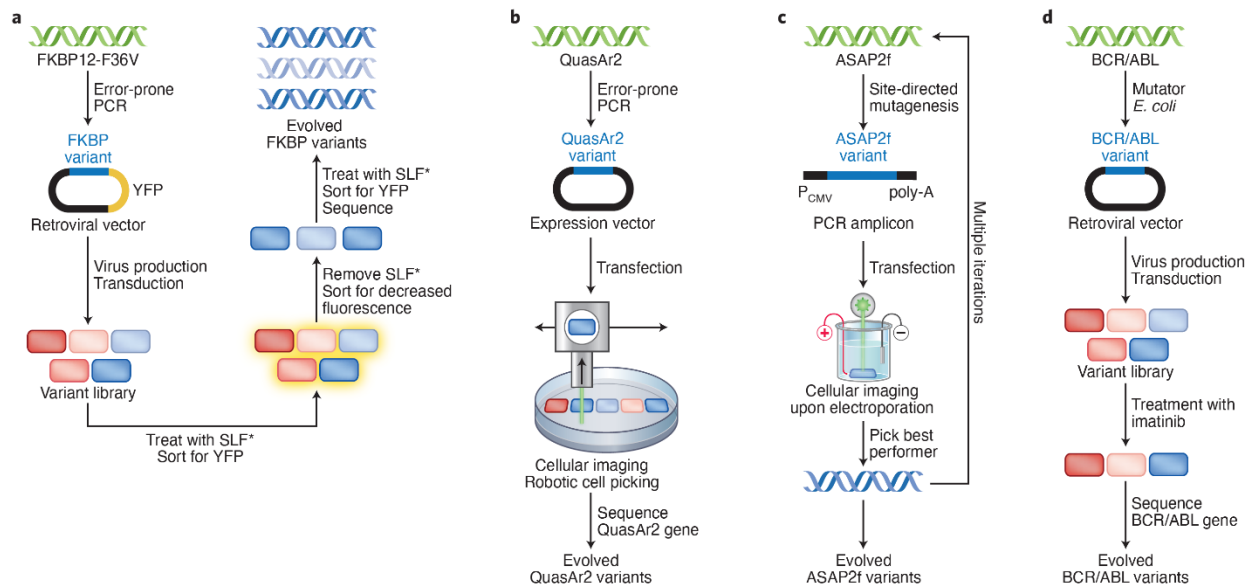 a
FKBP12-F36V
Error-prone
PCR
FKBP
variant
YFP
Retroviral vector
Virus production
Transduction
Variant library
Treat with SLF*
Sort for YFP
Remove SLF*
Sort for decreased
fluorescence
Treat with SLF*
Sort for YFP
Sequence
Evolved
FKBP variants
b
QuasAr2
Error-prone
PCR
QuasAr2
variant
Expression vector
Transfection
Cellular imaging
Robotic cell picking
Sequence
QuasAr2 gene
Evolved
QuasAr2 variants
c
ASAP2f
Site-directed
mutagenesis
ASAP2f
variant
PCMV
poly-A
PCR amplicon
Transfection
+
−
Cellular imaging
upon electroporation
Pick best
performer
Multiple iterations
Evolved
ASAP2f variants
d
BCR/ABL
Mutator
E. coli
BCR/ABL
variant
Retroviral vector
Virus production
Transduction
Variant library
Treatment with
imatinib
Sequence
BCR/ABL gene
Evolved
BCR/ABL variants